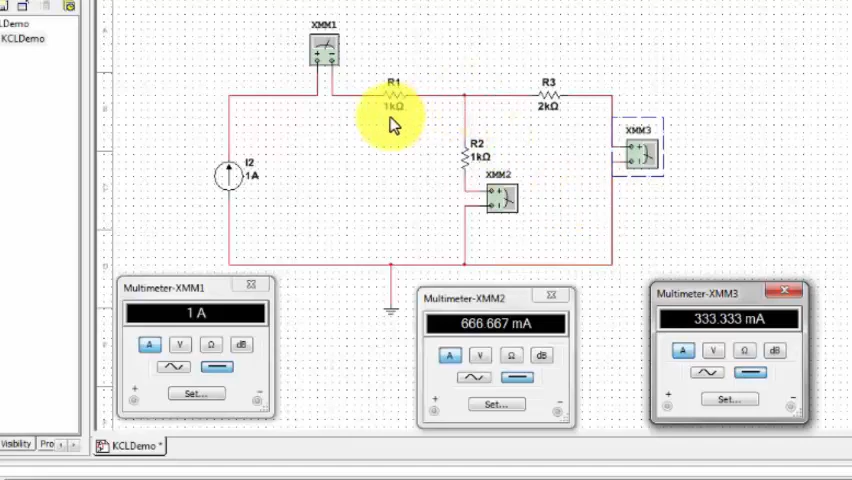 LDemo
KCLDemo
XMM1
R1
1kΩ
R3
2kΩ
XMM3
R2
1kΩ
XMM2
I2
1A
Multimeter-XMM1
1 A
A V Ω dB
Set...
Multimeter-XMM2
666.667 mA
A V Ω dB
Set...
Multimeter-XMM3
333.333 mA
A V Ω dB
Set...
Visibility Pro
KCLDemo *